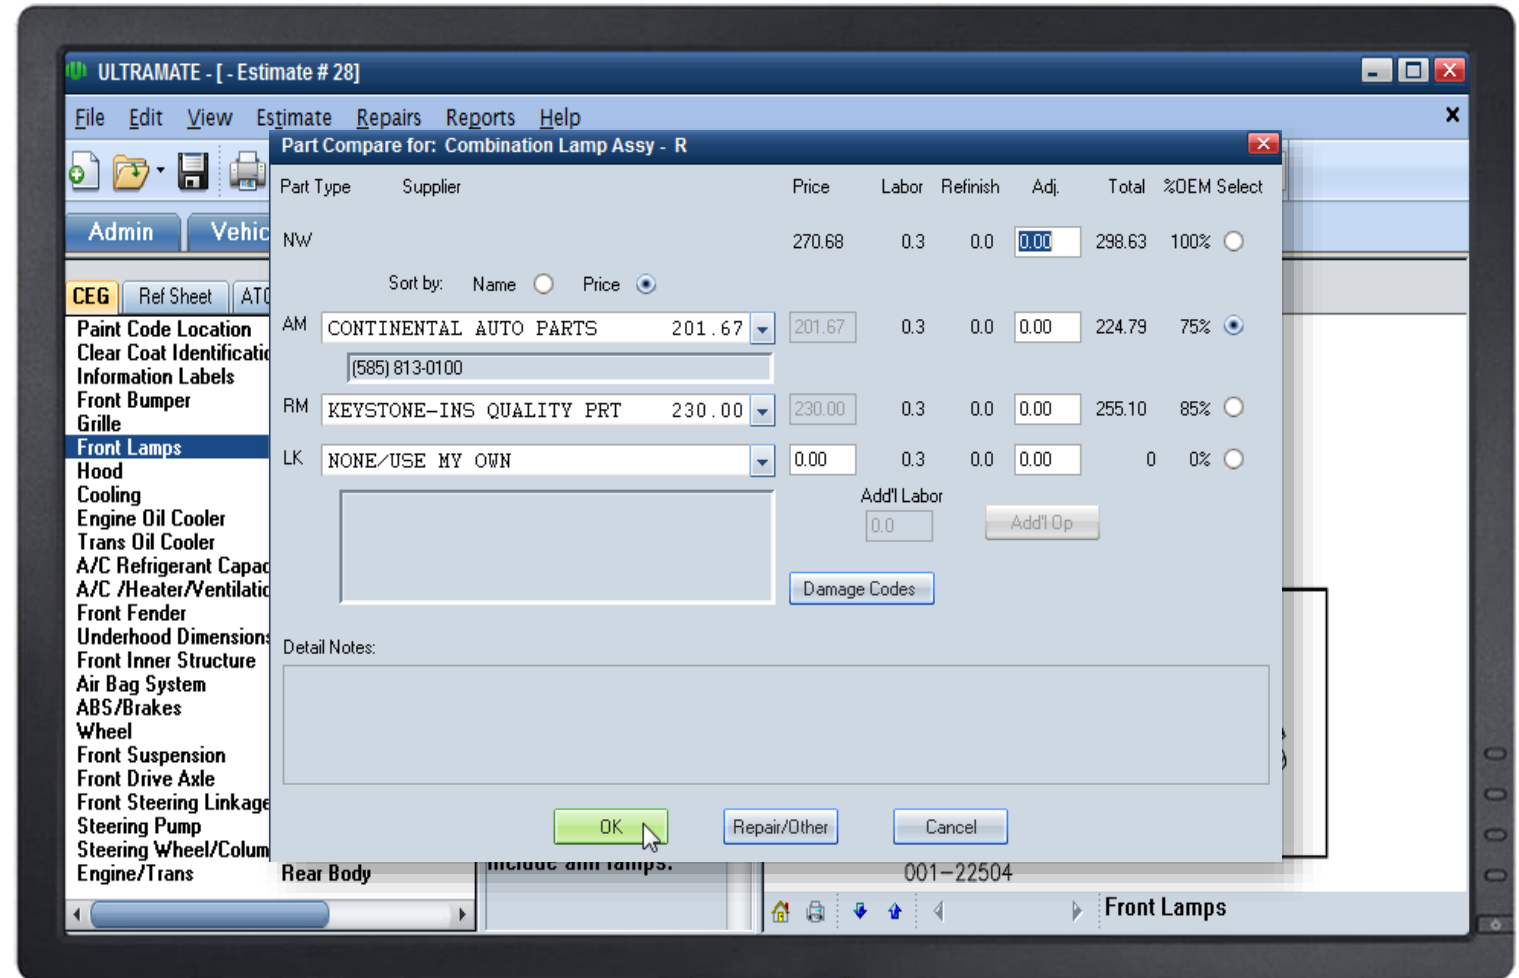 ULTRAMATE - [ - Estimate # 28]
File Edit View Estimate Repairs Reports Help
Part Compare for: Combination Lamp Assy - R
Part Type Supplier Price Labor Refinish Adj. Total %OEM Select
Admin Vehic
NW 270.68 0.3 0.0 0.00 298.63 100%
Sort by: Name Price
CEG Ref Sheet
AM CONTINENTAL AUTO PARTS 201.67 201.67 0.3 0.0 0.00 224.79 75%
(585) 813-0100
RM KEYSTONE-INS QUALITY PRT 230.00 230.00 0.3 0.0 0.00 255.10 85%
LK NONE/USE MY OWN 0.00 0.3 0.0 0.00 0 0%
Add'l Labor
0.0 Add'l Op
Damage Codes
Detail Notes:
OK Repair/Other Cancel
Paint Code Location
Clear Coat Identificatio
Information Labels
Front Bumper
Grille
Front Lamps
Hood
Cooling
Engine Oil Cooler
Trans Oil Cooler
A/C Refrigerant Capac
A/C /Heater/Ventilatio
Front Fender
Underhood Dimensions
Front Inner Structure
Air Bag System
ABS/Brakes
Wheel
Front Suspension
Front Drive Axle
Front Steering Linkage
Steering Pump
Steering Wheel/Colum
Engine/Trans Rear Body
lamps.
001-22504
Front Lamps